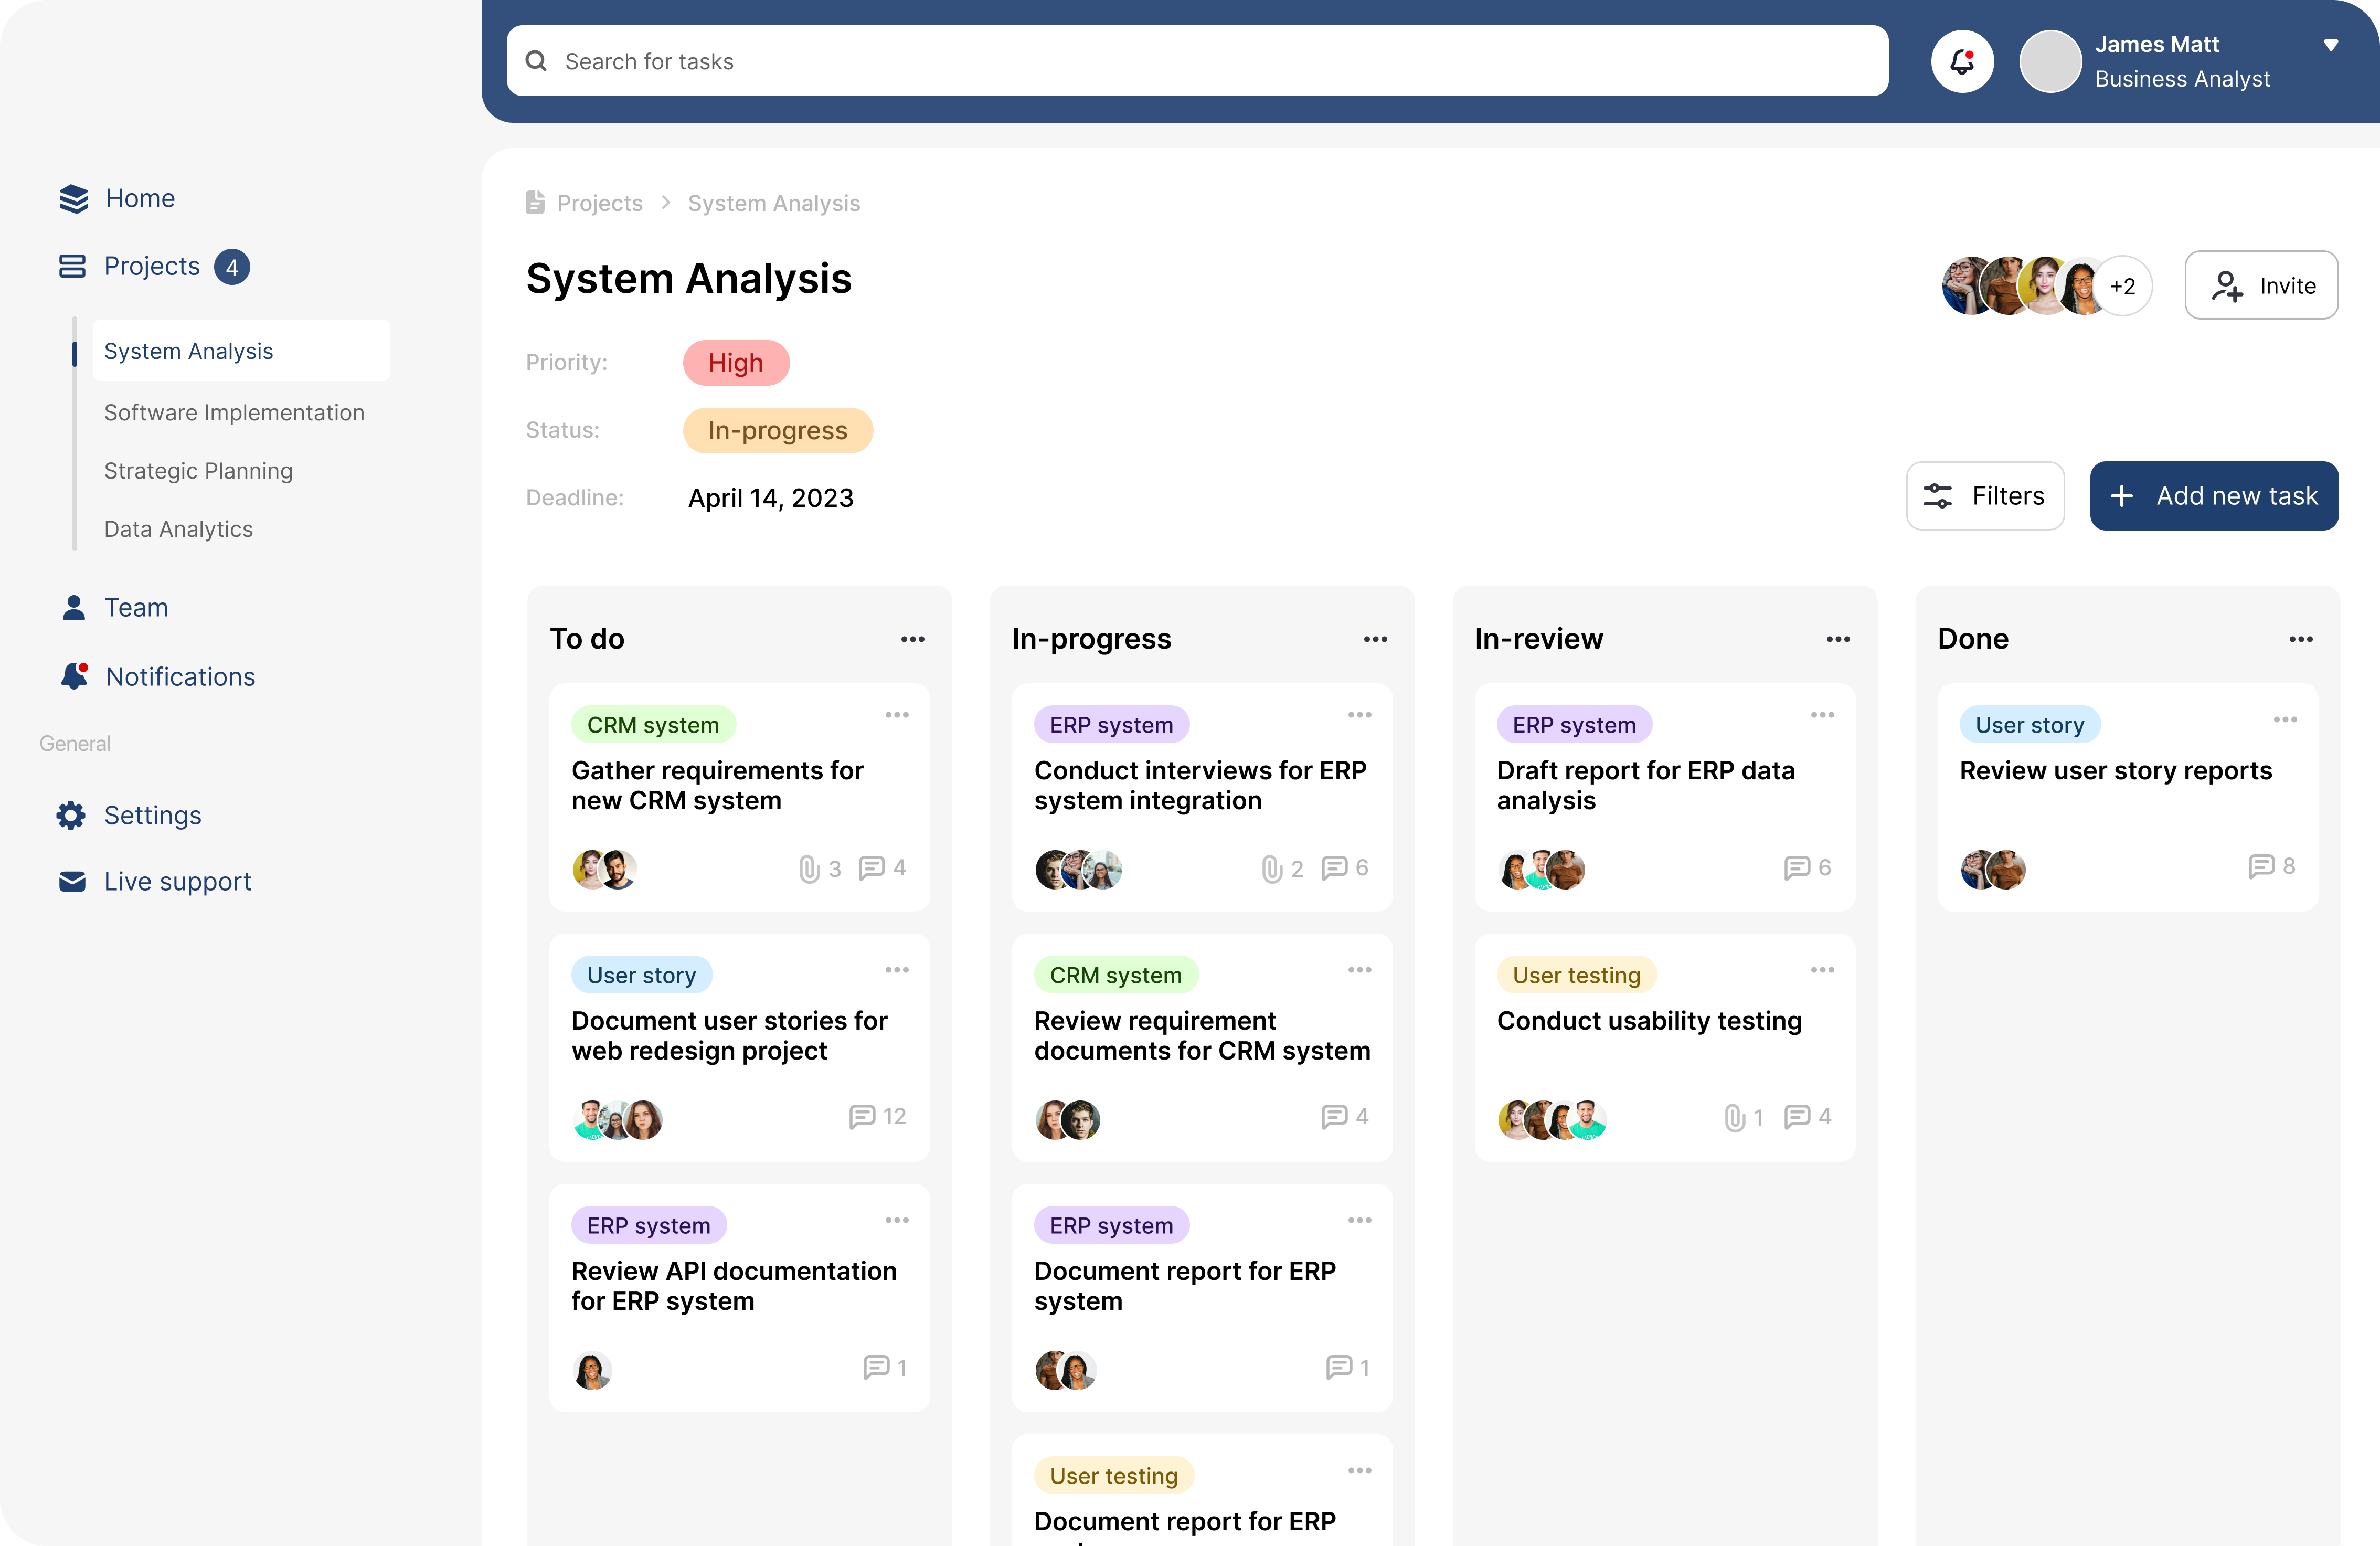 Search for tasks
James Matt
Business Analyst
Home
Projects 4
System Analysis
Software Implementation
Strategic Planning
Data Analytics
Team
Notifications
General
Settings
Live support
Projects > System Analysis
System Analysis
+2
Invite
Priority: High
Status: In-progress
Deadline: April 14, 2023
Filters
+ Add new task
To do
CRM system
Gather requirements for
new CRM system
3 4
User story
Document user stories for
web redesign project
12
ERP system
Review API documentation
for ERP system
1
In-progress
ERP system
Conduct interviews for ERP
system integration
2 6
CRM system
Review requirement
documents for CRM system
4
ERP system
Document report for ERP
system
1
User testing
Document report for ERP
In-review
ERP system
Draft report for ERP data
analysis
6
User testing
Conduct usability testing
1 4
Done
User story
Review user story reports
8